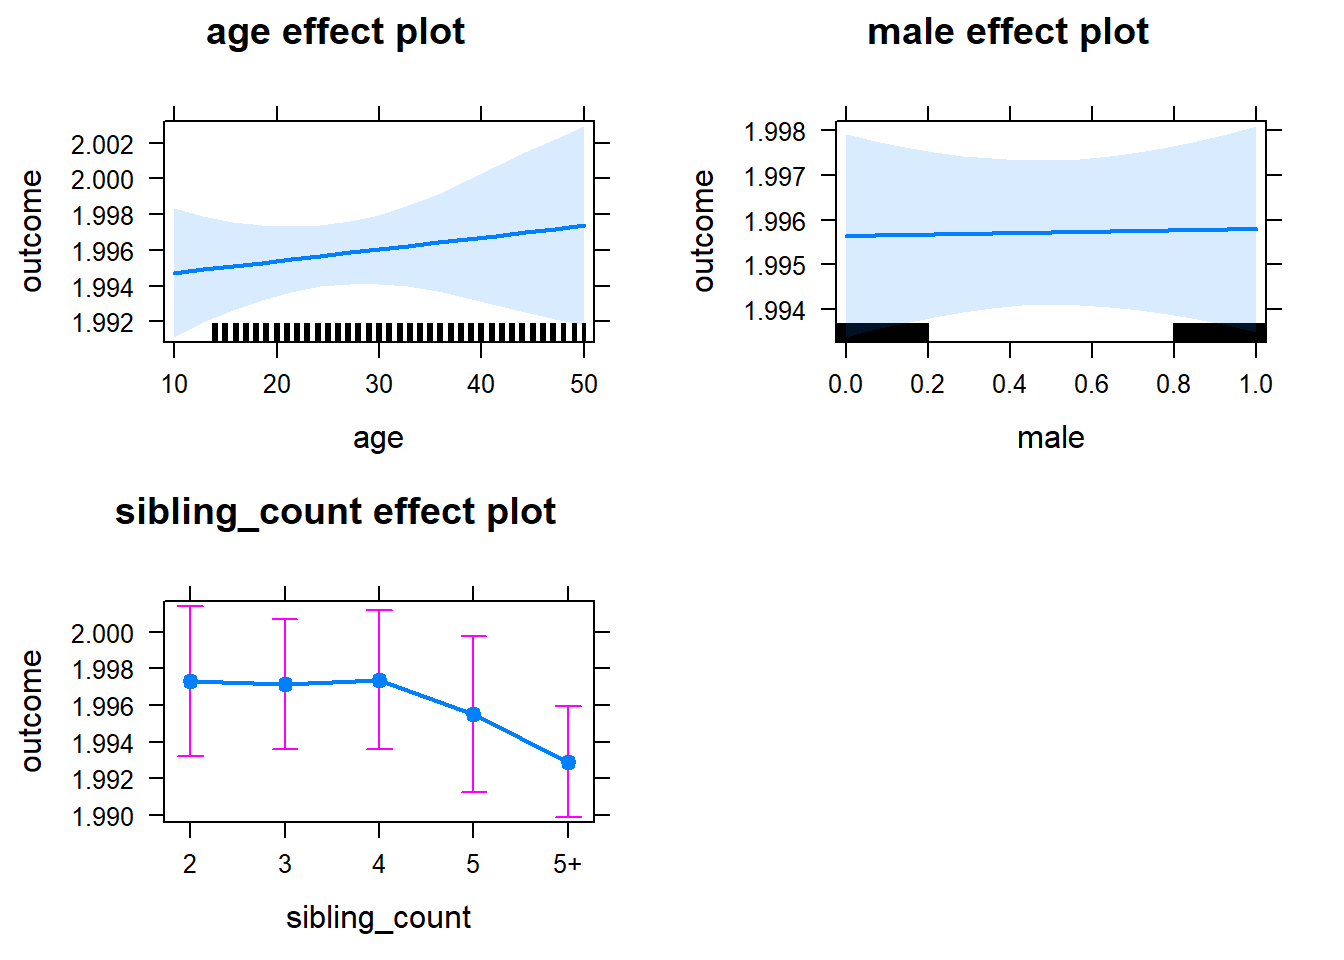 age effect plot
outcome
2.002
2.000
1.998
1.996
1.994
1.992
10 20 30 40 50
age
male effect plot
outcome
1.998
1.997
1.996
1.995
1.994
0.0 0.2 0.4 0.6 0.8 1.0
male
sibling_count effect plot
outcome
2.000
1.998
1.996
1.994
1.992
1.990
2 3 4 5 5+
sibling_count